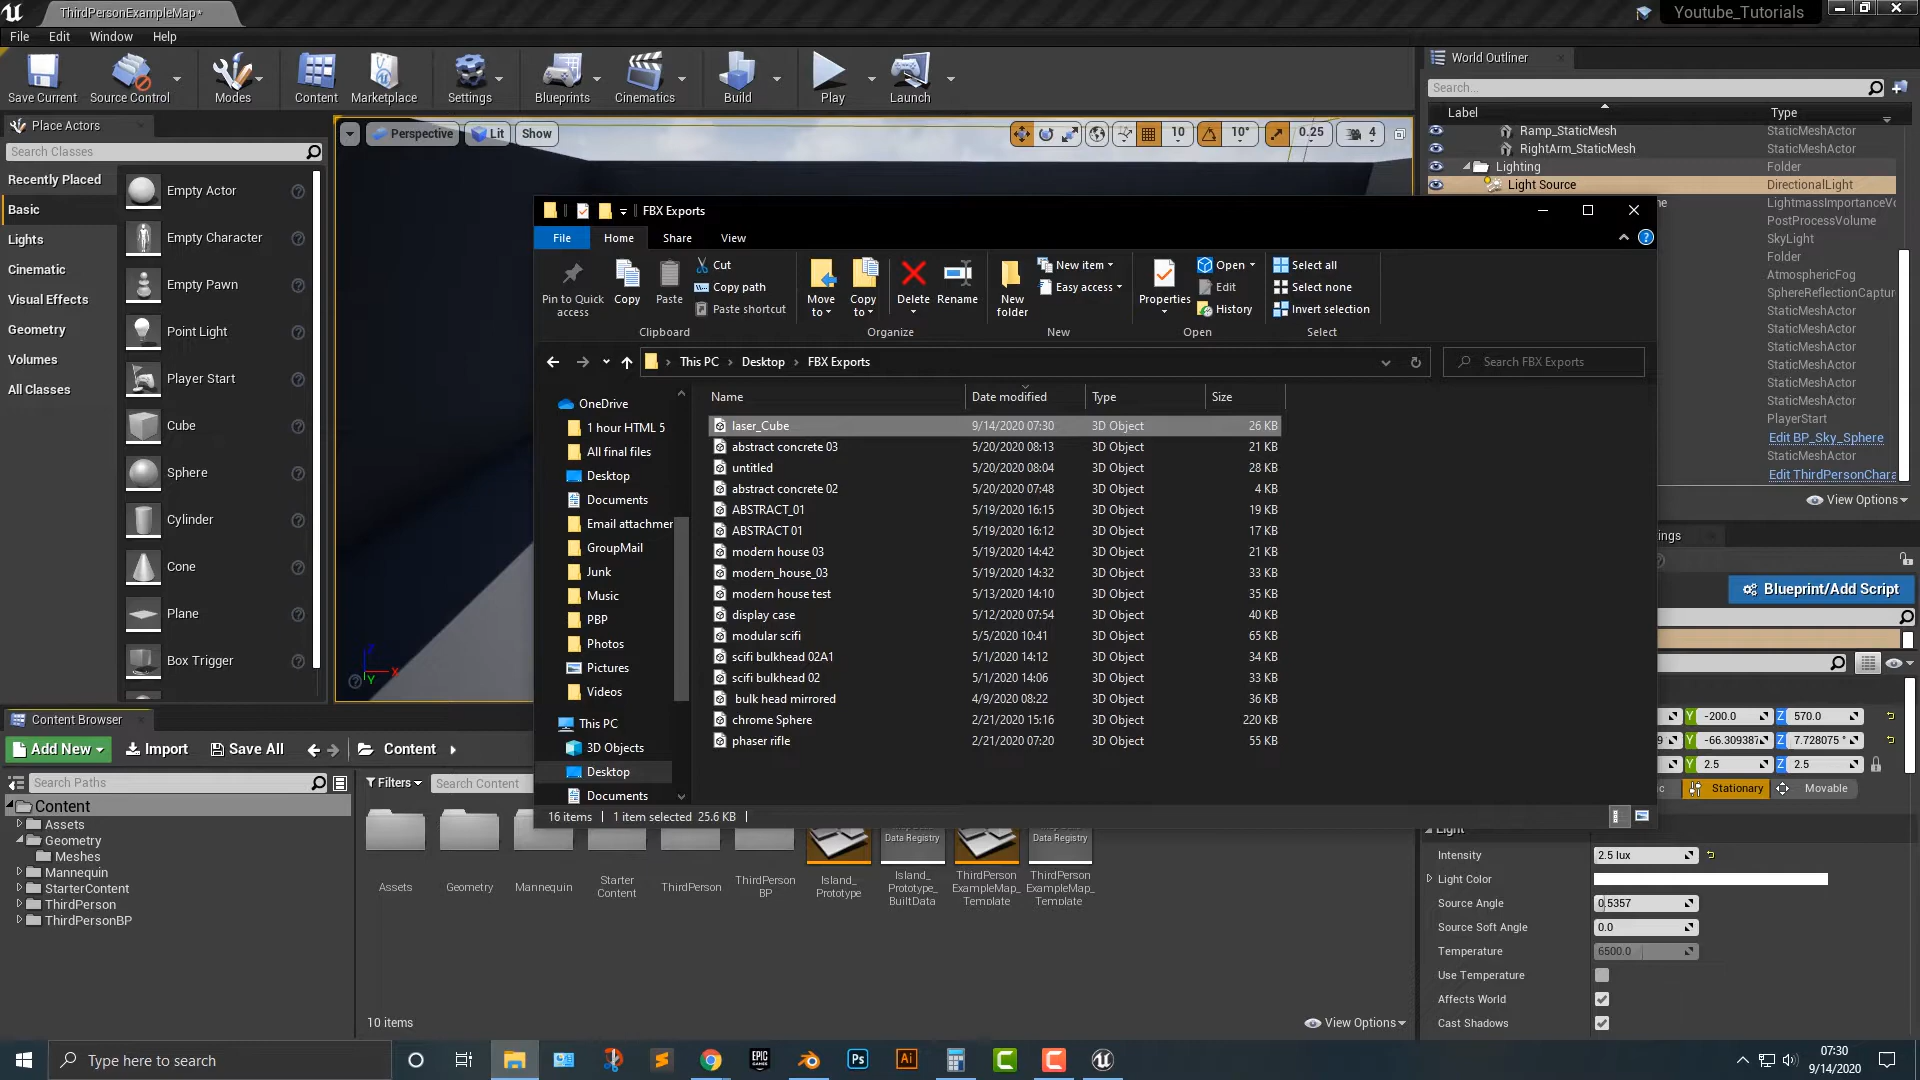 ThirdPersonExampleMap*
Youtube_Tutorials
File Edit Window Help
Save Current
Source Control
Modes
Content
Marketplace
Settings
Blueprints
Cinematics
Build
Play
Launch
World Outliner
Search...
Label
Type
Ramp_StaticMesh
StaticMeshActor
RightArm_StaticMesh
StaticMeshActor
Lighting
Folder
Light Source
DirectionalLight
LightmassImportanceVo
PostProcessVolume
SkyLight
Folder
AtmosphericFog
SphereReflectionCapture
StaticMeshActor
StaticMeshActor
StaticMeshActor
StaticMeshActor
StaticMeshActor
StaticMeshActor
PlayerStart
Edit BP_Sky_Sphere
StaticMeshActor
Edit ThirdPersonChara
View Options
Place Actors
Search Classes
Recently Placed
Basic
Lights
Cinematic
Visual Effects
Geometry
Volumes
All Classes
Empty Actor
Empty Character
Empty Pawn
Point Light
Player Start
Cube
Sphere
Cylinder
Cone
Plane
Box Trigger
Perspective
Lit
Show
10
10°
0.25
4
X
Y
FBX Exports
File
Home
Share
View
Pin to Quick access
Copy
Paste
Cut
Copy path
Paste shortcut
Clipboard
Move to
Copy to
Delete
Rename
Organize
New folder
New item
Easy access
New
Properties
Open
Edit
History
Open
Select all
Select none
Invert selection
Select
This PC
Desktop
FBX Exports
Search FBX Exports
OneDrive
1 hour HTML 5
All final files
Desktop
Documents
Email attachmen
GroupMail
Junk
Music
PBP
Photos
Pictures
Videos
This PC
3D Objects
Desktop
Documents
Name Date modified Type Size
laser_Cube 9/14/2020 07:30 3D Object 26 KB
abstract concrete 03 5/20/2020 08:13 3D Object 21 KB
untitled 5/20/2020 08:04 3D Object 28 KB
abstract concrete 02 5/20/2020 07:48 3D Object 4 KB
ABSTRACT_01 5/19/2020 16:15 3D Object 19 KB
ABSTRACT 01 5/19/2020 16:12 3D Object 17 KB
modern house 03 5/19/2020 14:42 3D Object 21 KB
modern_house_03 5/19/2020 14:32 3D Object 33 KB
modern house test 5/13/2020 14:10 3D Object 35 KB
display case 5/12/2020 07:54 3D Object 40 KB
modular scifi 5/5/2020 10:41 3D Object 65 KB
scifi bulkhead 02A1 5/1/2020 14:12 3D Object 34 KB
scifi bulkhead 02 5/1/2020 14:06 3D Object 33 KB
bulk head mirrored 4/9/2020 08:22 3D Object 36 KB
chrome Sphere 2/21/2020 15:16 3D Object 220 KB
phaser rifle 2/21/2020 07:20 3D Object 55 KB
16 items 1 item selected 25.6 KB
ings
Blueprint/Add Script
Y -200.0 Z 570.0
Y -66.309387 Z 7.728075 °
Y 2.5 Z 2.5
Stationary
Movable
Light
Intensity 2.5 lux
Light Color
Source Angle 0.5357
Source Soft Angle 0.0
Temperature 6500.0
Use Temperature
Affects World
Cast Shadows
Content Browser
Add New
Import
Save All
Content
Search Paths
Filters
Search Content
Content
Assets
Geometry
Meshes
Mannequin
StarterContent
ThirdPerson
ThirdPersonBP
Assets
Geometry
Mannequin
Starter Content
ThirdPerson
ThirdPerson BP
Island_ Prototype
Data Registry
Island_ Prototype_ BuiltData
ThirdPerson ExampleMap_ Template
Data Registry
ThirdPerson ExampleMap_ Template
10 items
View Options
Type here to search
EPIC GAMES
Ps
Ai
07:30
9/14/2020